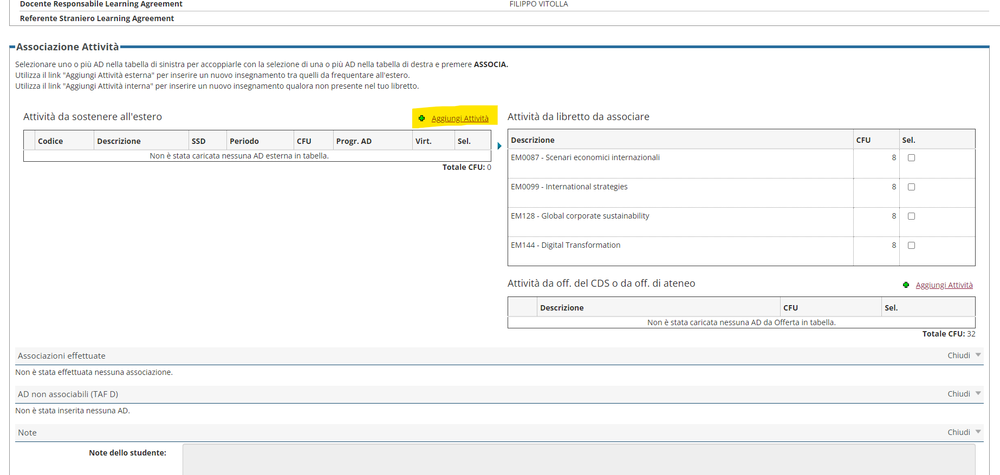 Docente Responsabile Learning Agreement FILIPPO VITOLLA
Referente Straniero Learning Agreement
Associazione Attività
Selezionare uno o più AD nella tabella di sinistra per accoppiarle con la selezione di una o più AD nella tabella di destra e premere ASSOCIA.
Utilizza il link "Aggiungi Attività esterna" per inserire un nuovo insegnamento tra quelli da frequentare all'estero.
Utilizza il link "Aggiungi Attività interna" per inserire un nuovo insegnamento qualora non presente nel tuo libretto.
Attività da sostenere all'estero
Aggiungi Attività
Codice Descrizione SSD Periodo CFU Progr. AD Virt. Sel.
Non è stata caricata nessuna AD esterna in tabella.
Totale CFU: 0
Attività da libretto da associare
Descrizione CFU Sel.
EM0087 - Scenari economici internazionali 8
EM0099 - International strategies 8
EM128 - Global corporate sustainability 8
EM144 - Digital Transformation 8
Attività da off. del CDS o da off. di ateneo
Aggiungi Attività
Descrizione CFU Sel.
Non è stata caricata nessuna AD da Offerta in tabella.
Totale CFU: 32
Associazioni effettuate Chiudi
Non è stata effettuata nessuna associazione.
AD non associabili (TAF D) Chiudi
Non è stata inserita nessuna AD.
Note Chiudi
Note dello studente: